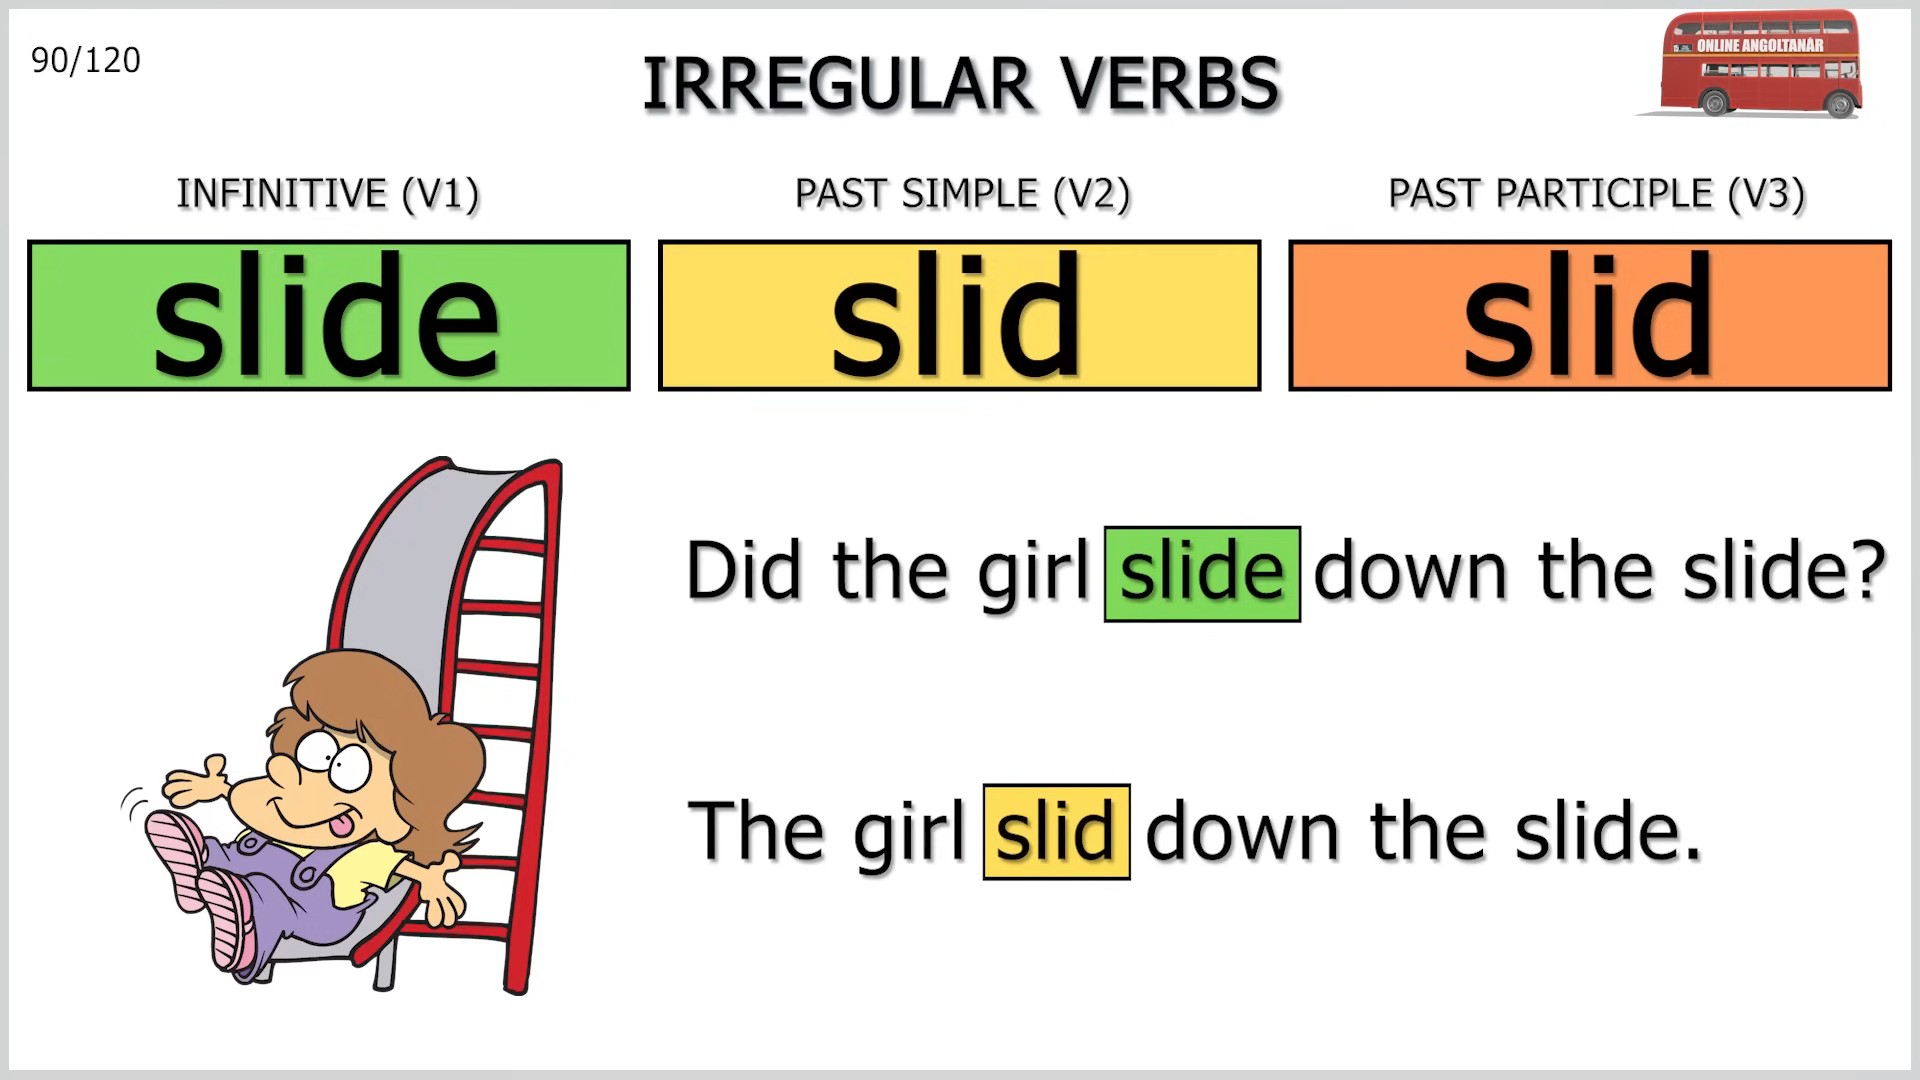 90/120
IRREGULAR VERBS
ONLINE ANGOLTANÁR
INFINITIVE (V1)
PAST SIMPLE (V2)
PAST PARTICIPLE (V3)
slide
slid
slid
Did the girl slide down the slide?
The girl slid down the slide.